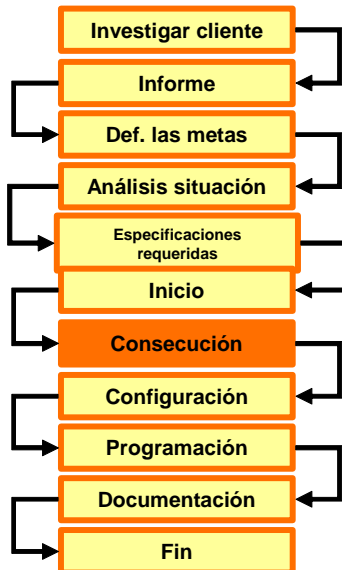 Investigar cliente
Informe
Def. las metas
Análisis situación
Especificaciones
requeridas
Inicio
Consecución
Configuración
Programación
Documentación
Fin